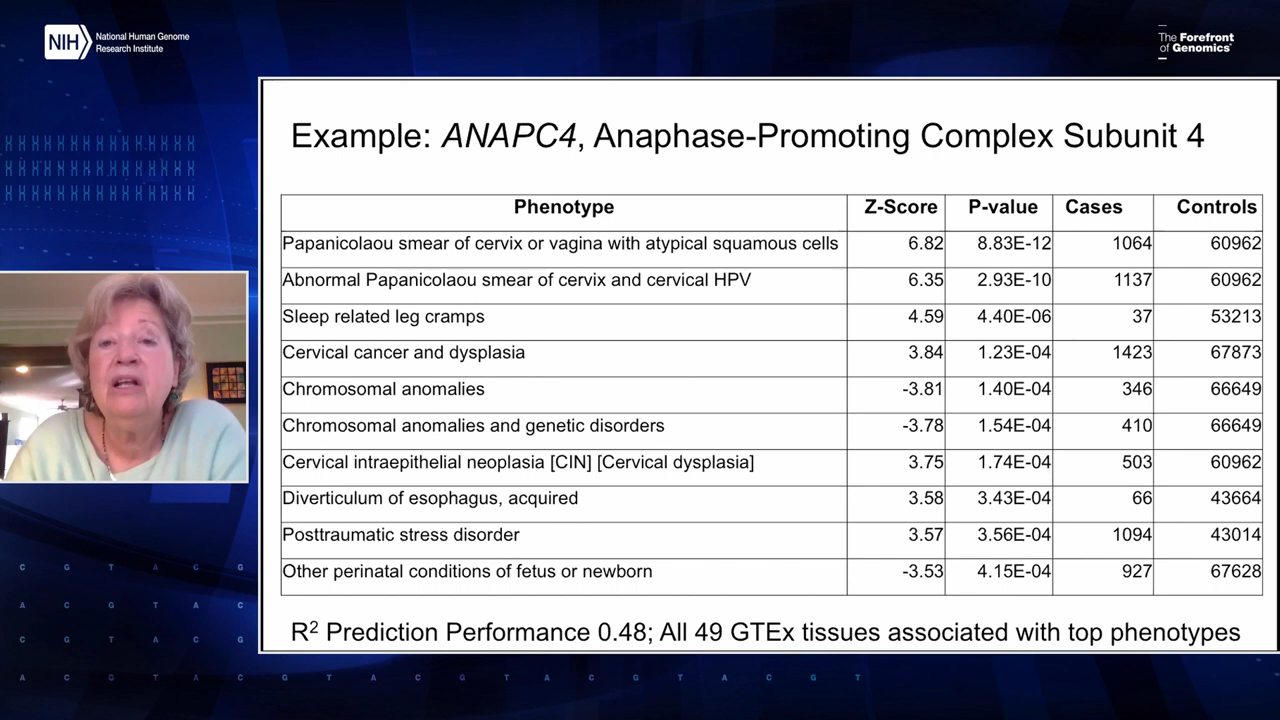 NIH
National Human Genome
Research Institute
The Forefront
of Genomics®
Example: ANAPC4, Anaphase-Promoting Complex Subunit 4
Phenotype Z-Score P-value Cases Controls
Papanicolaou smear of cervix or vagina with atypical squamous cells 6.82 8.83E-12 1064 60962
Abnormal Papanicolaou smear of cervix and cervical HPV 6.35 2.93E-10 1137 60962
Sleep related leg cramps 4.59 4.40E-06 37 53213
Cervical cancer and dysplasia 3.84 1.23E-04 1423 67873
Chromosomal anomalies -3.81 1.40E-04 346 66649
Chromosomal anomalies and genetic disorders -3.78 1.54E-04 410 66649
Cervical intraepithelial neoplasia [CIN] [Cervical dysplasia] 3.75 1.74E-04 503 60962
Diverticulum of esophagus, acquired 3.58 3.43E-04 66 43664
Posttraumatic stress disorder 3.57 3.56E-04 1094 43014
Other perinatal conditions of fetus or newborn -3.53 4.15E-04 927 67628
R² Prediction Performance 0.48; All 49 GTEx tissues associated with top phenotypes
C G T A C G
A C G T A C
C G T A C G
A C G T A C G T A C G T A C G T A C G T